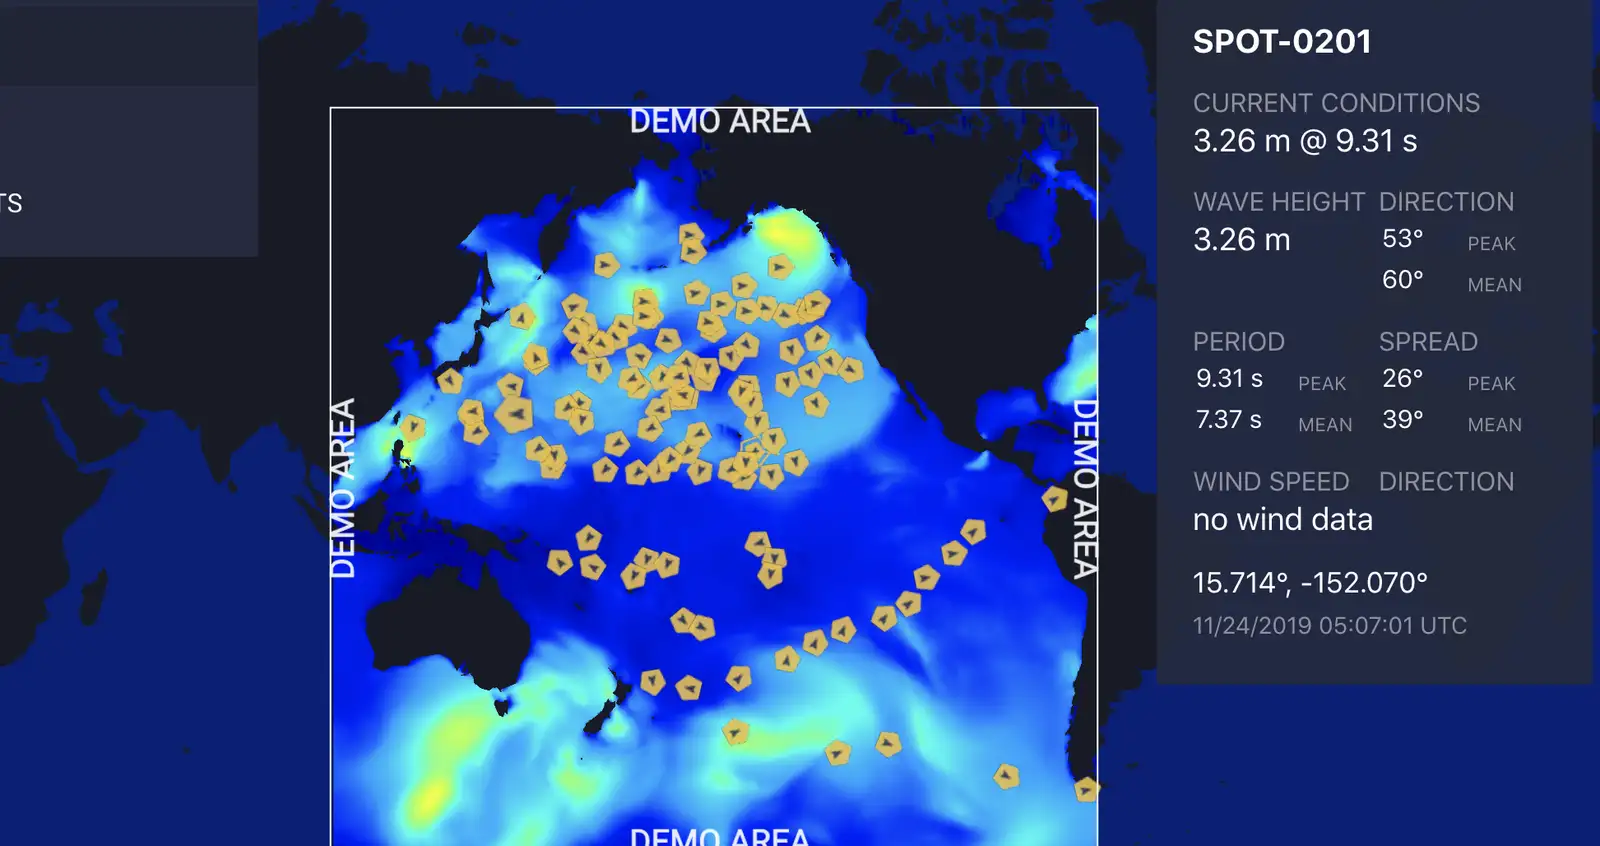 TS
DEMO AREA
DEMO AREA
DEMO AREA
DEMO AREA
SPOT-0201
CURRENT CONDITIONS
3.26 m @ 9.31 s
WAVE HEIGHT DIRECTION
3.26 m 53° PEAK
60° MEAN
PERIOD SPREAD
9.31 s PEAK 26° PEAK
7.37 s MEAN 39° MEAN
WIND SPEED DIRECTION
no wind data
15.714°, -152.070°
11/24/2019 05:07:01 UTC